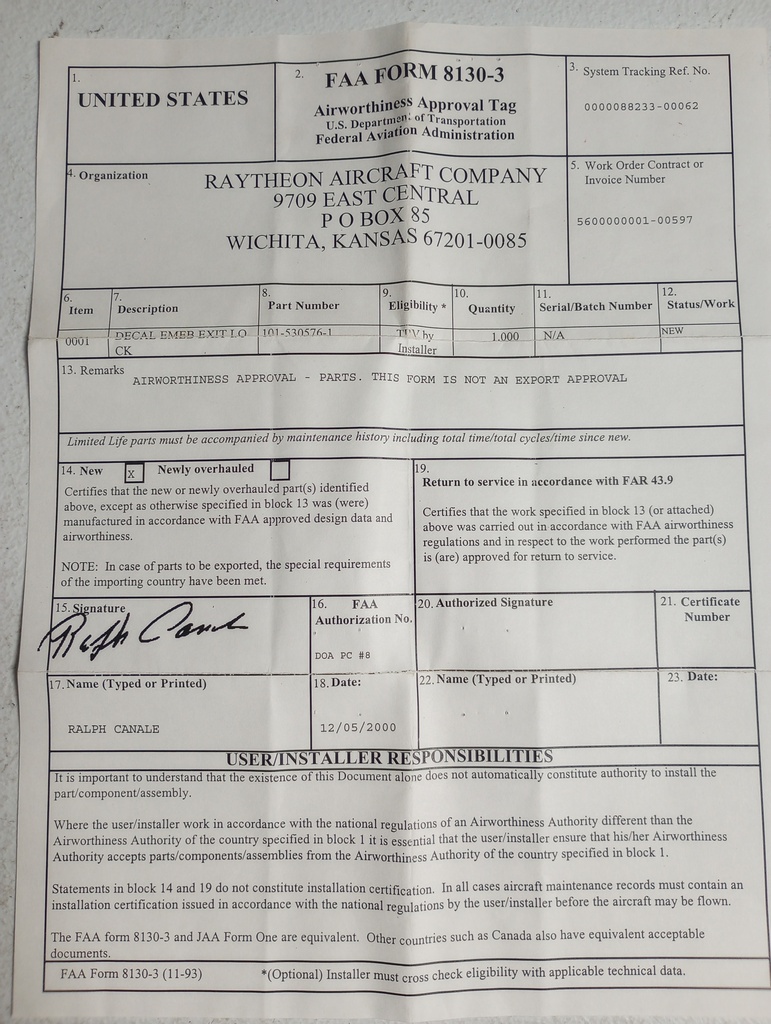 1.
UNITED STATES
2.
FAA FORM 8130-3
Airworthiness Approval Tag
U.S. Department of Transportation
Federal Aviation Administration
3. System Tracking Ref. No.
0000088233-00062
4. Organization
RAYTHEON AIRCRAFT COMPANY
9709 EAST CENTRAL
P O BOX 85
WICHITA, KANSAS 67201-0085
5. Work Order Contract or
Invoice Number
5600000001-00597
6.
Item
7.
Description
8.
Part Number
9.
Eligibility *
10.
Quantity
11.
Serial/Batch Number
12.
Status/Work
0001
DECAL EMEB EXIT LO
CK
101-530576-1
by
Installer
1.000
N/A
NEW
13. Remarks
AIRWORTHINESS APPROVAL - PARTS. THIS FORM IS NOT AN EXPORT APPROVAL
Limited Life parts must be accompanied by maintenance history including total time/total cycles/time since new.
14. New X Newly overhauled
Certifies that the new or newly overhauled part(s) identified
above, except as otherwise specified in block 13 was (were)
manufactured in accordance with FAA approved design data and
airworthiness.
NOTE: In case of parts to be exported, the special requirements
of the importing country have been met.
19.
Return to service in accordance with FAR 43.9
Certifies that the work specified in block 13 (or attached)
above was carried out in accordance with FAA airworthiness
regulations and in respect to the work performed the part(s)
is (are) approved for return to service.
15. Signature
Ralph Canale
16. FAA
Authorization No.
DOA PC #8
20. Authorized Signature
21. Certificate
Number
17. Name (Typed or Printed)
RALPH CANALE
18. Date:
12/05/2000
22. Name (Typed or Printed)
23. Date:
USER/INSTALLER RESPONSIBILITIES
It is important to understand that the existence of this Document alone does not automatically constitute authority to install the
part/component/assembly.
Where the user/installer work in accordance with the national regulations of an Airworthiness Authority different than the
Airworthiness Authority of the country specified in block 1 it is essential that the user/installer ensure that his/her Airworthiness
Authority accepts parts/components/assemblies from the Airworthiness Authority of the country specified in block 1.
Statements in block 14 and 19 do not constitute installation certification. In all cases aircraft maintenance records must contain an
installation certification issued in accordance with the national regulations by the user/installer before the aircraft may be flown.
The FAA form 8130-3 and JAA Form One are equivalent. Other countries such as Canada also have equivalent acceptable
documents.
FAA Form 8130-3 (11-93)
*(Optional) Installer must cross check eligibility with applicable technical data.